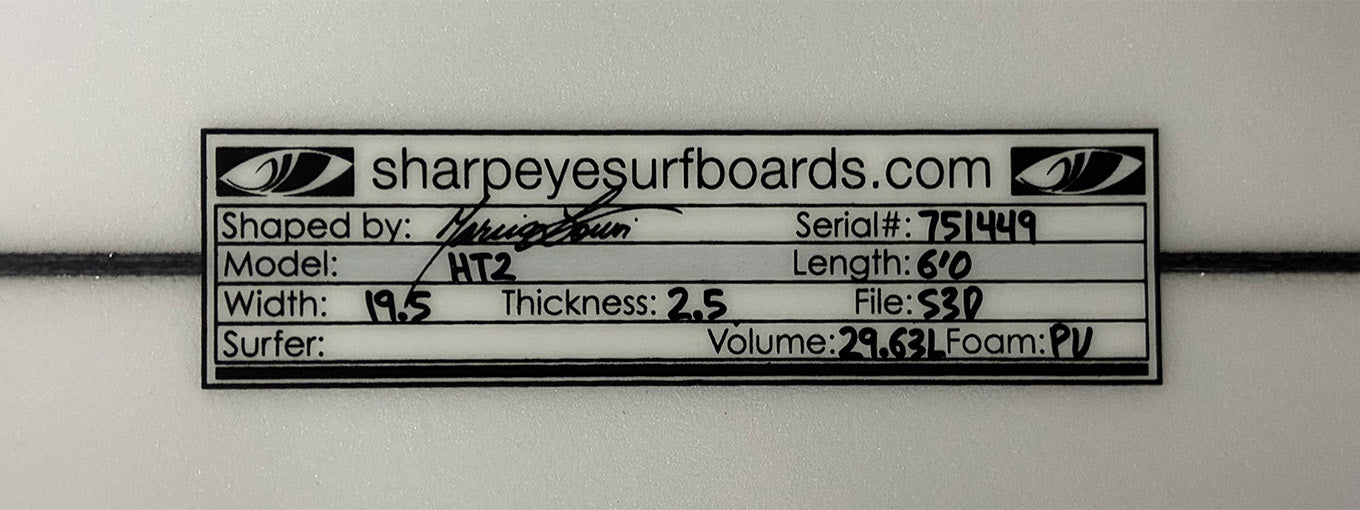 sharpeyesurfboards.com
Shaped by: Serial#: 751449
Model: HT2 Length: 6'0
Width: 19.5 Thickness: 2.5 File: S3D
Surfer: Volume: 29.63L Foam: PU